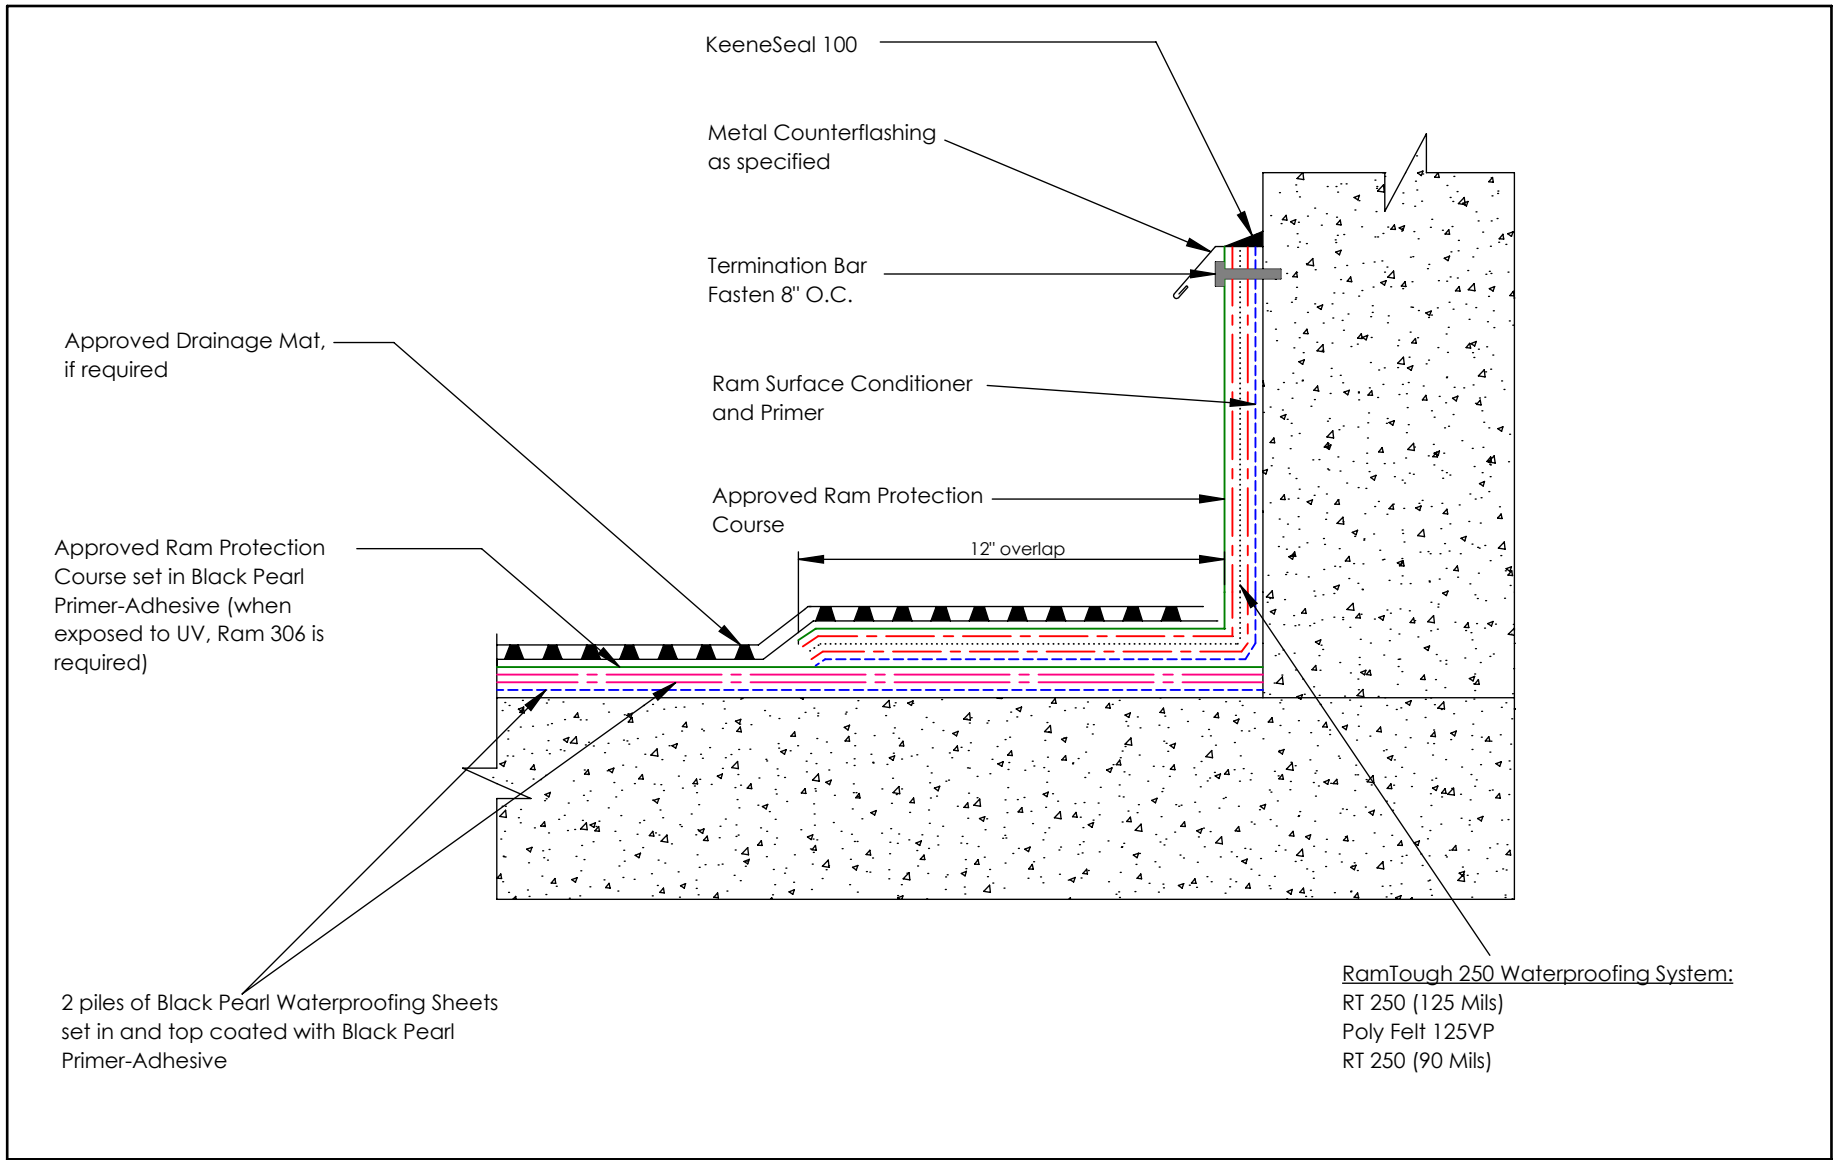 KeeneSeal 100
Metal Counterflashing
as specified
Termination Bar
Fasten 8" O.C.
Approved Drainage Mat,
if required
Ram Surface Conditioner
and Primer
Approved Ram Protection
Course
12" overlap
Approved Ram Protection
Course set in Black Pearl
Primer-Adhesive (when
exposed to UV, Ram 306 is
required)
2 piles of Black Pearl Waterproofing Sheets
set in and top coated with Black Pearl
Primer-Adhesive
RamTough 250 Waterproofing System:
RT 250 (125 Mils)
Poly Felt 125VP
RT 250 (90 Mils)